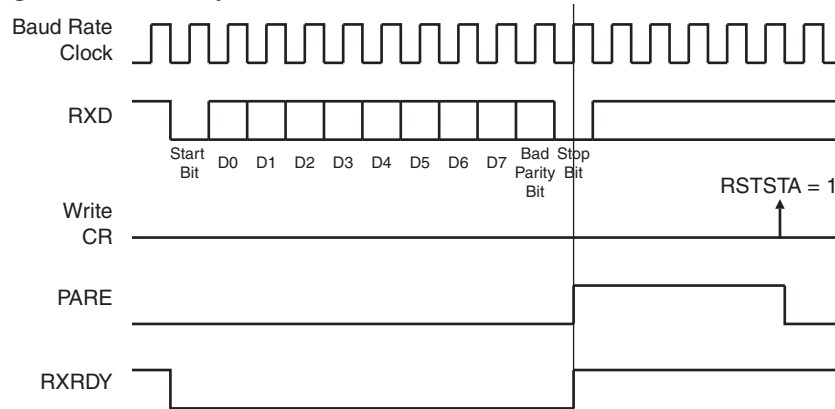 Baud Rate
Clock
RXD
Start
Bit
D0 D1 D2 D3 D4 D5 D6 D7
Bad
Parity
Bit
Stop
Bit
RSTSTA = 1
Write
CR
PARE
RXRDY